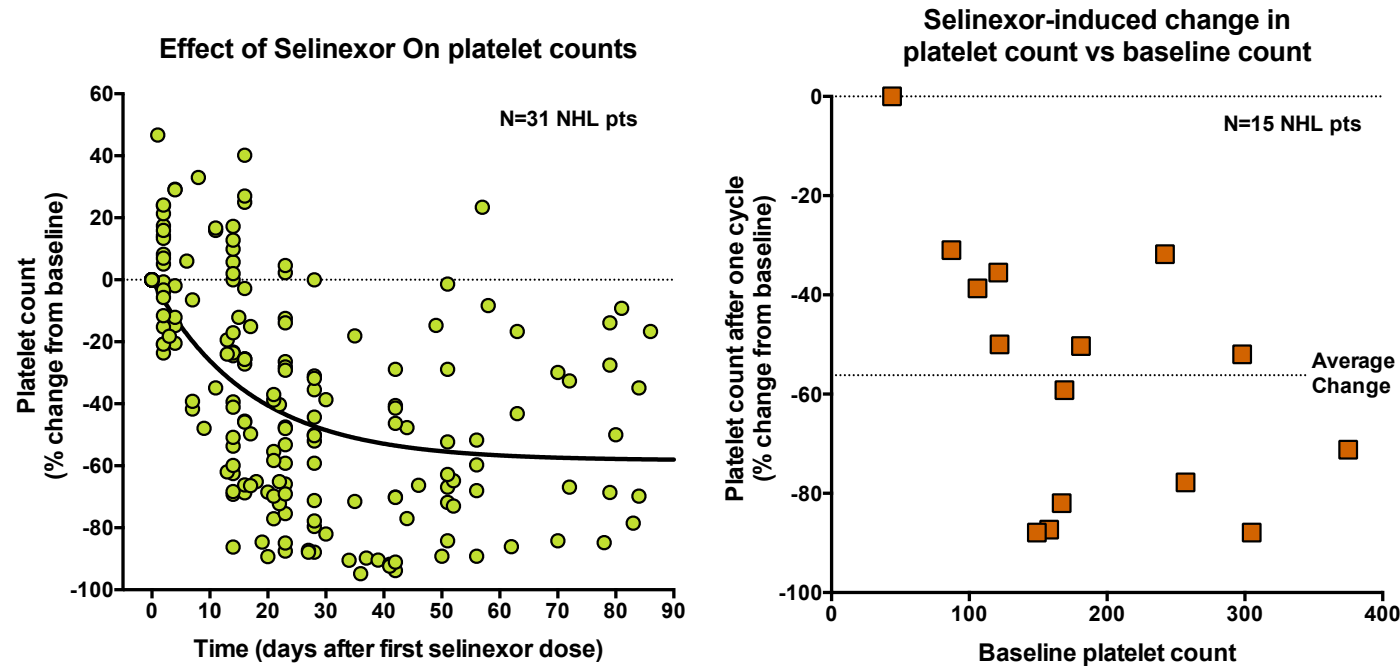 Effect of Selinexor On platelet counts
N=31 NHL pts
Platelet count
(% change from baseline)
60
40
20
0
-20
-40
-60
-80
-100
0 10 20 30 40 50 60 70 80 90
Time (days after first selinexor dose)
Selinexor-induced change in
platelet count vs baseline count
N=15 NHL pts
Platelet count after one cycle
(% change from baseline)
0
-20
-40
-60
-80
-100
Average
Change
0 100 200 300 400
Baseline platelet count